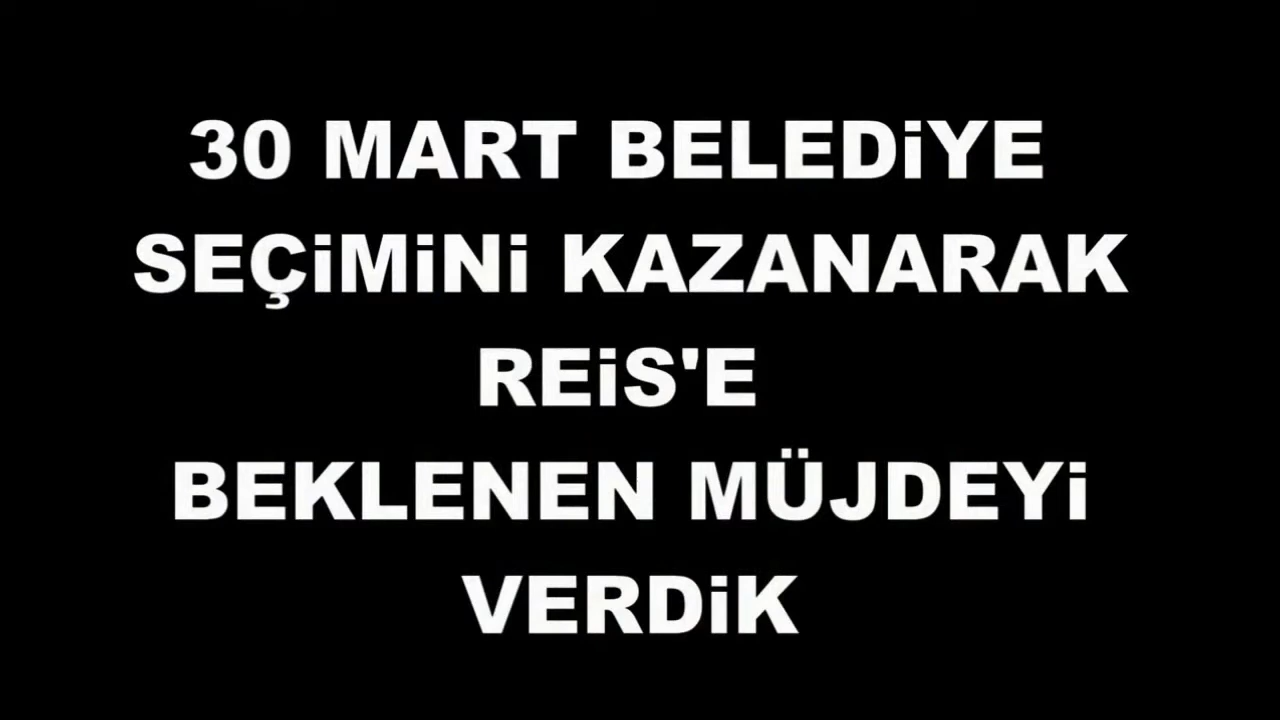 30 MART BELEDiYE
SEÇiMiNi KAZANARAK
REiS'E
BEKLENEN MÜJDEYi
VERDiK